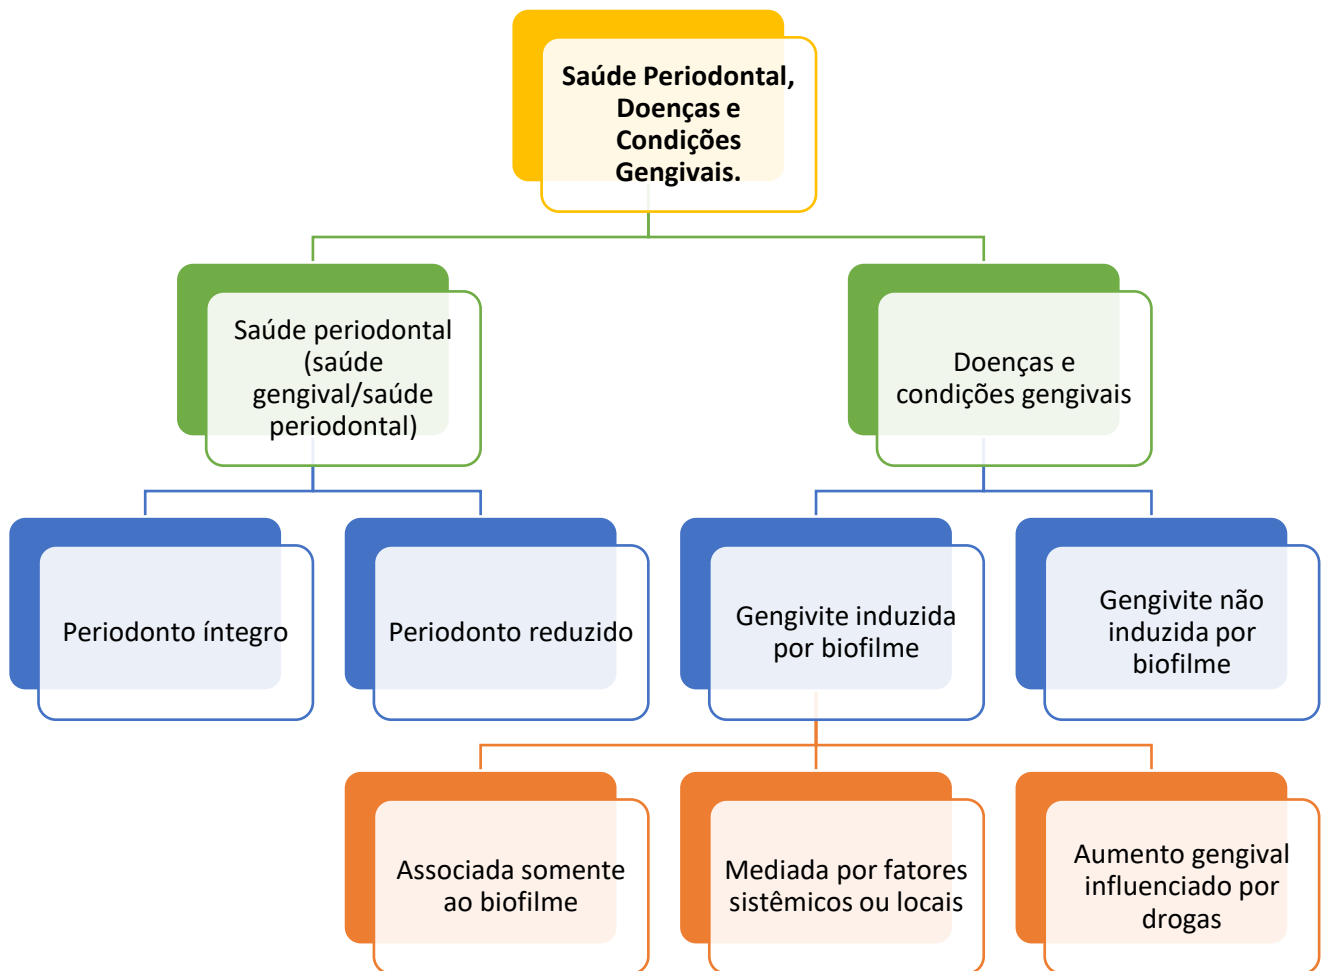 Saúde Periodontal,
Doenças e
Condições
Gengivais.
Saúde periodontal
(saúde
gengival/saúde
periodontal)
Doenças e
condições gengivais
Periodonto íntegro
Periodonto reduzido
Gengivite induzida
por biofilme
Gengivite não
induzida por
biofilme
Associada somente
ao biofilme
Mediada por fatores
sistêmicos ou locais
Aumento gengival
influenciado por
drogas